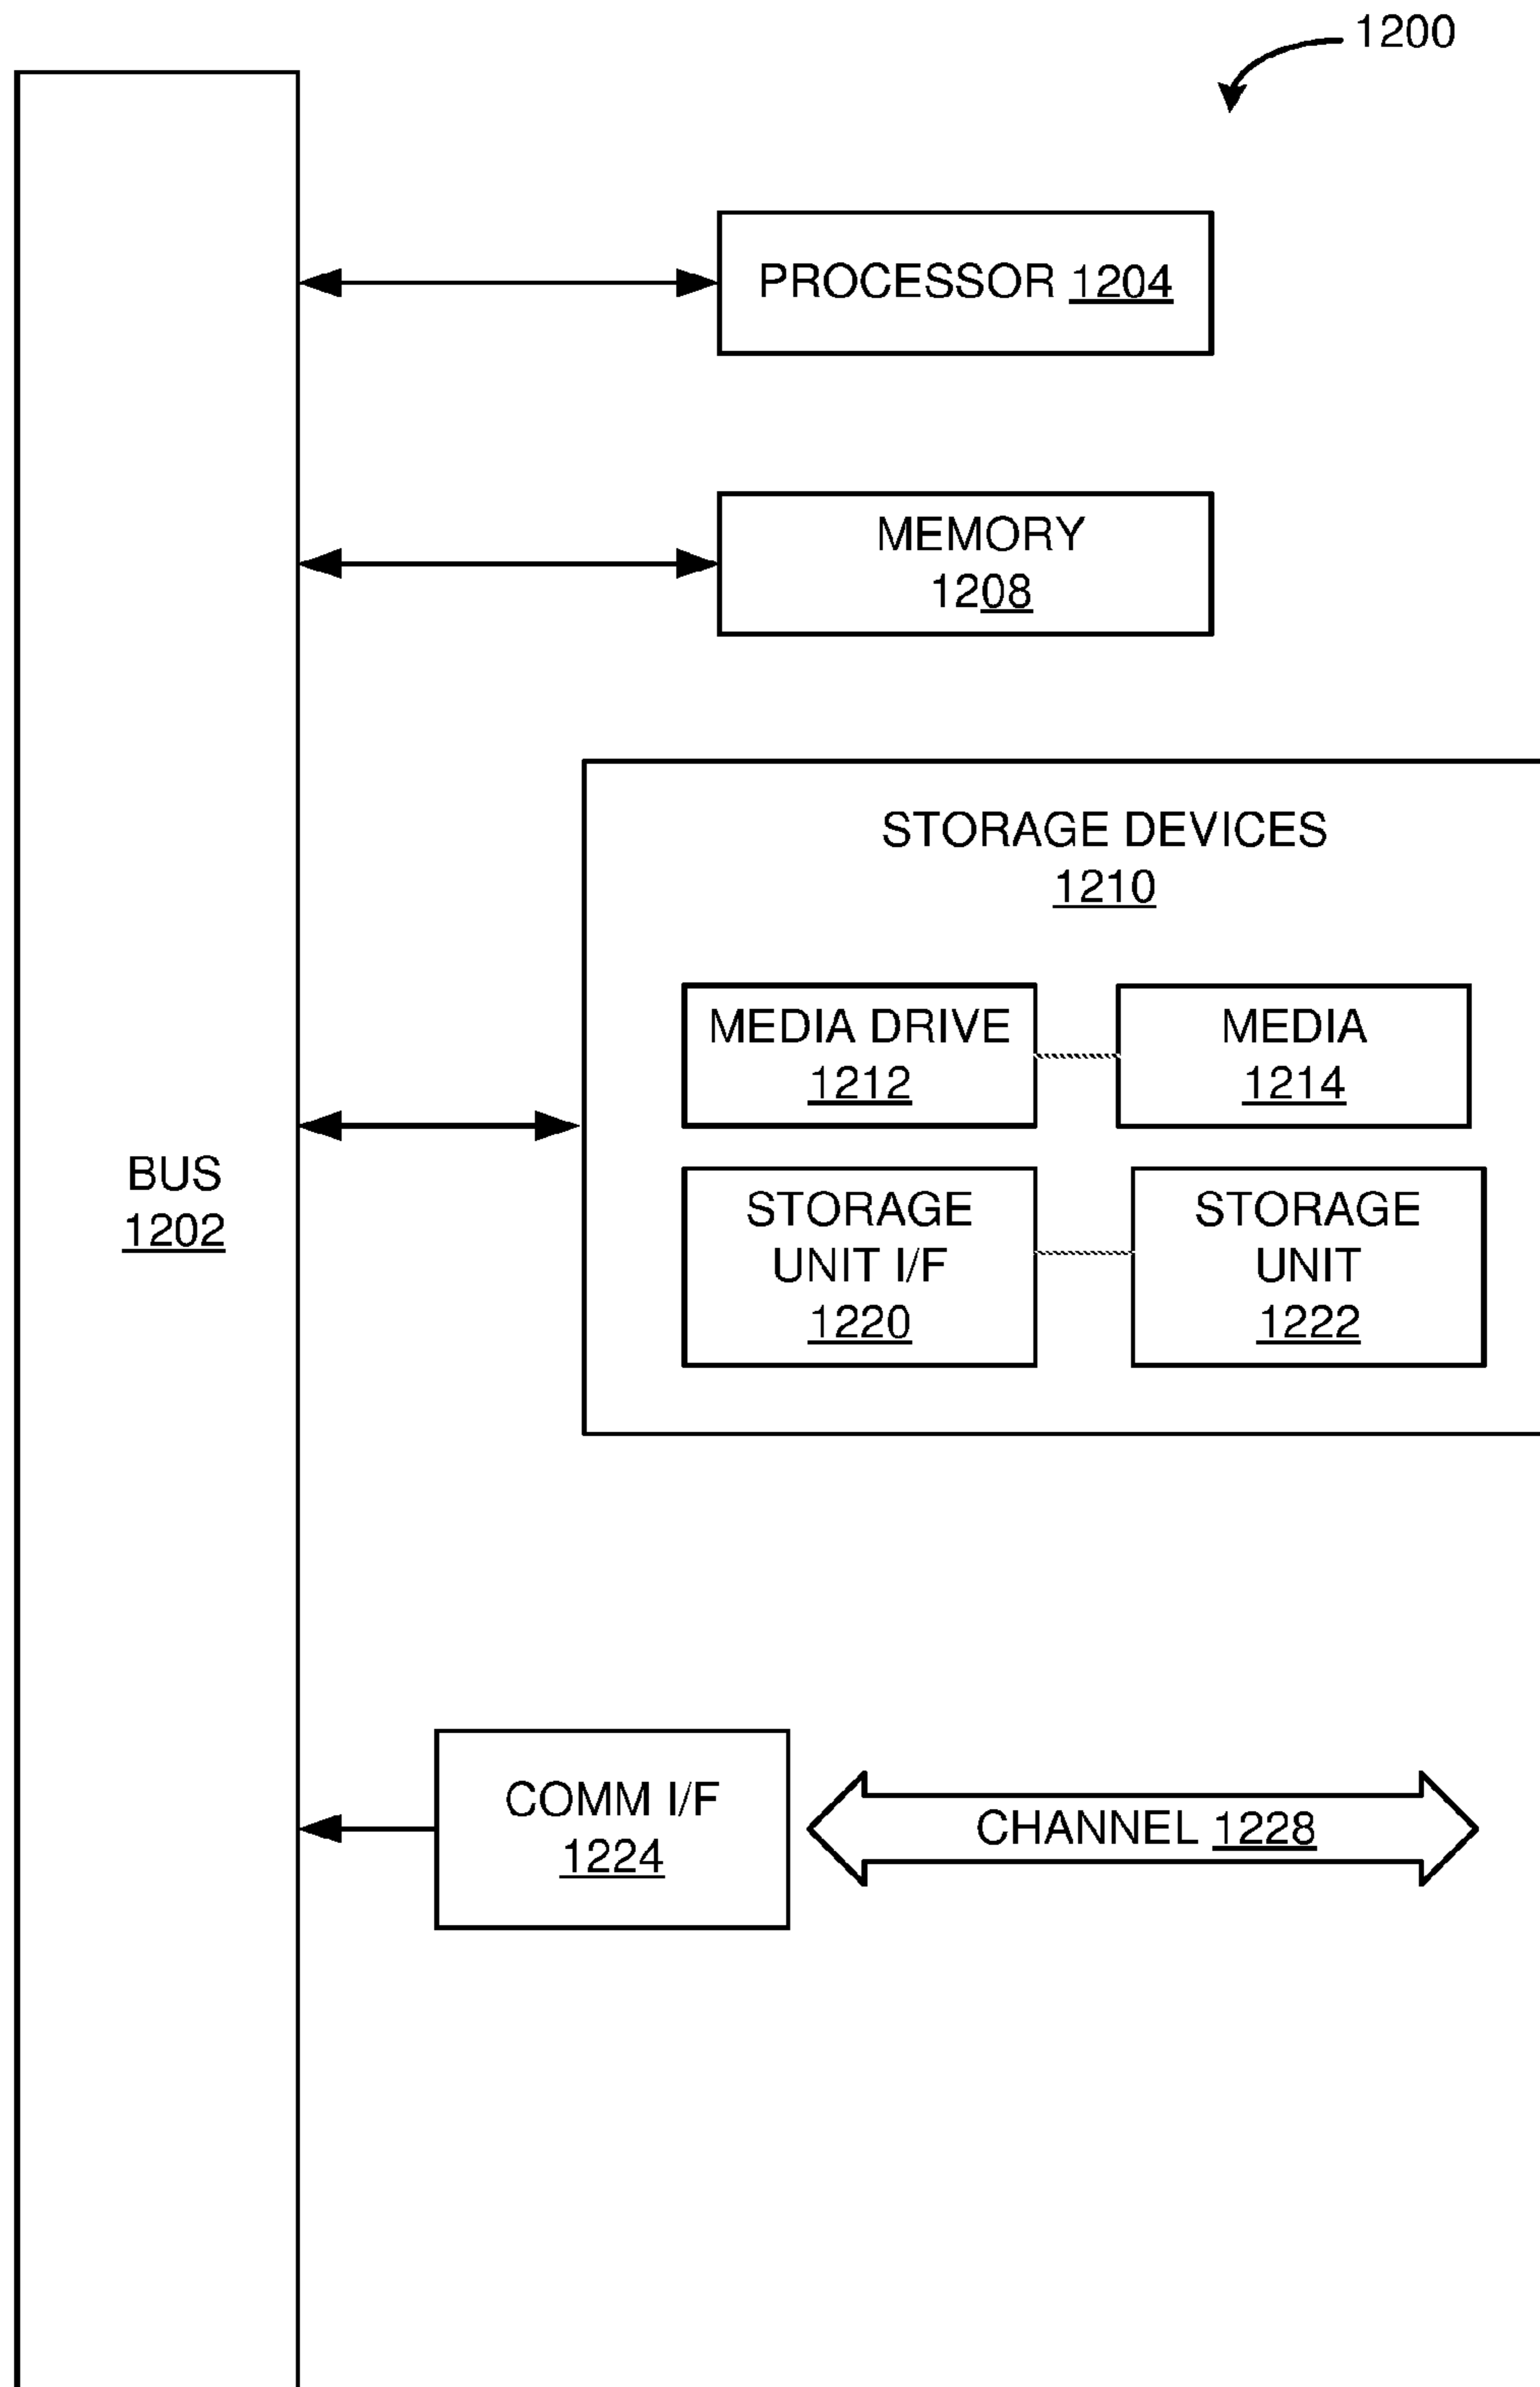 1200
PROCESSOR 1204
MEMORY
1208
STORAGE DEVICES
1210
MEDIA DRIVE
1212
MEDIA
1214
BUS
1202
STORAGE
UNIT I/F
1220
STORAGE
UNIT
1222
COMM I/F
1224
CHANNEL 1228